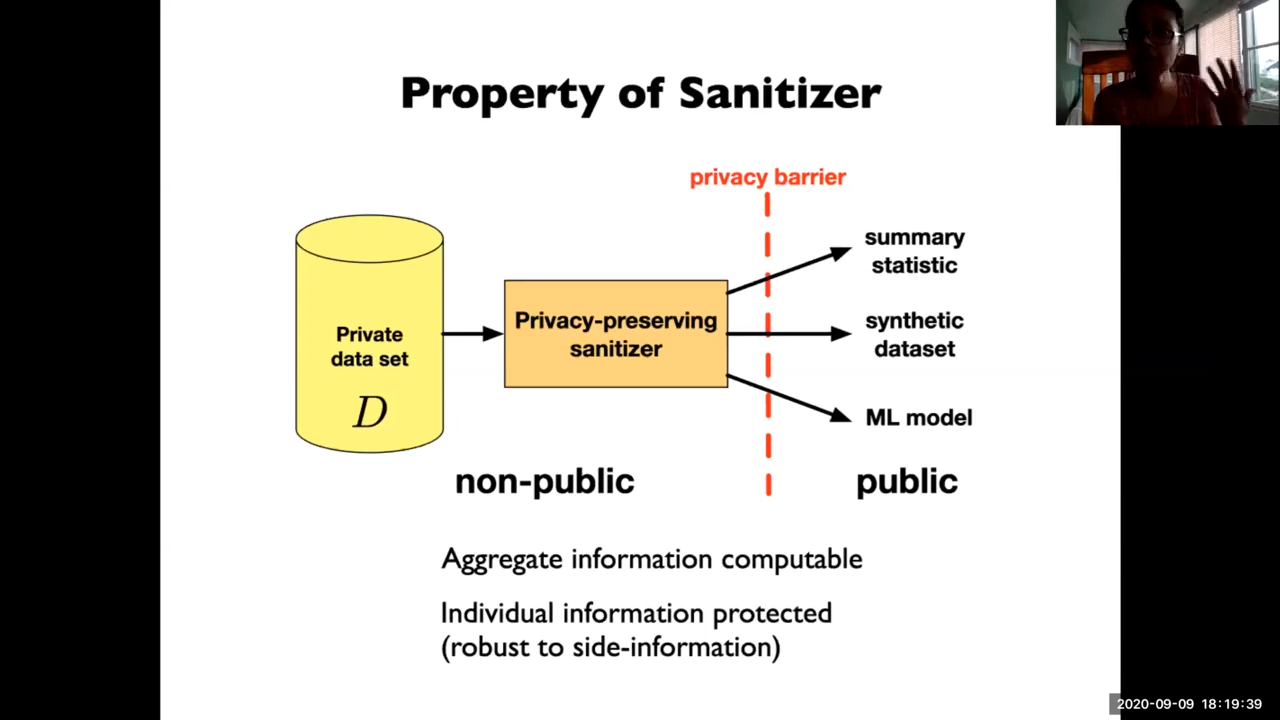 Property of Sanitizer
privacy barrier
summary
statistic
Private
data set
D
Privacy-preserving
sanitizer
synthetic
dataset
ML model
non-public
public
Aggregate information computable
Individual information protected
(robust to side-information)
2020-09-09 18:19:39